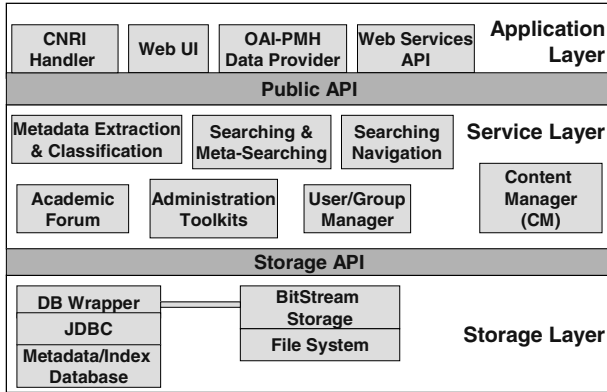 CNRI
Handler
Web UI
OAI-PMH
Data Provider
Web Services
API
Application
Layer
Public API
Metadata Extraction
& Classification
Searching &
Meta-Searching
Searching
Navigation
Service Layer
Academic
Forum
Administration
Toolkits
User/Group
Manager
Content
Manager
(CM)
Storage API
DB Wrapper
JDBC
Metadata/Index
Database
BitStream
Storage
File System
Storage Layer